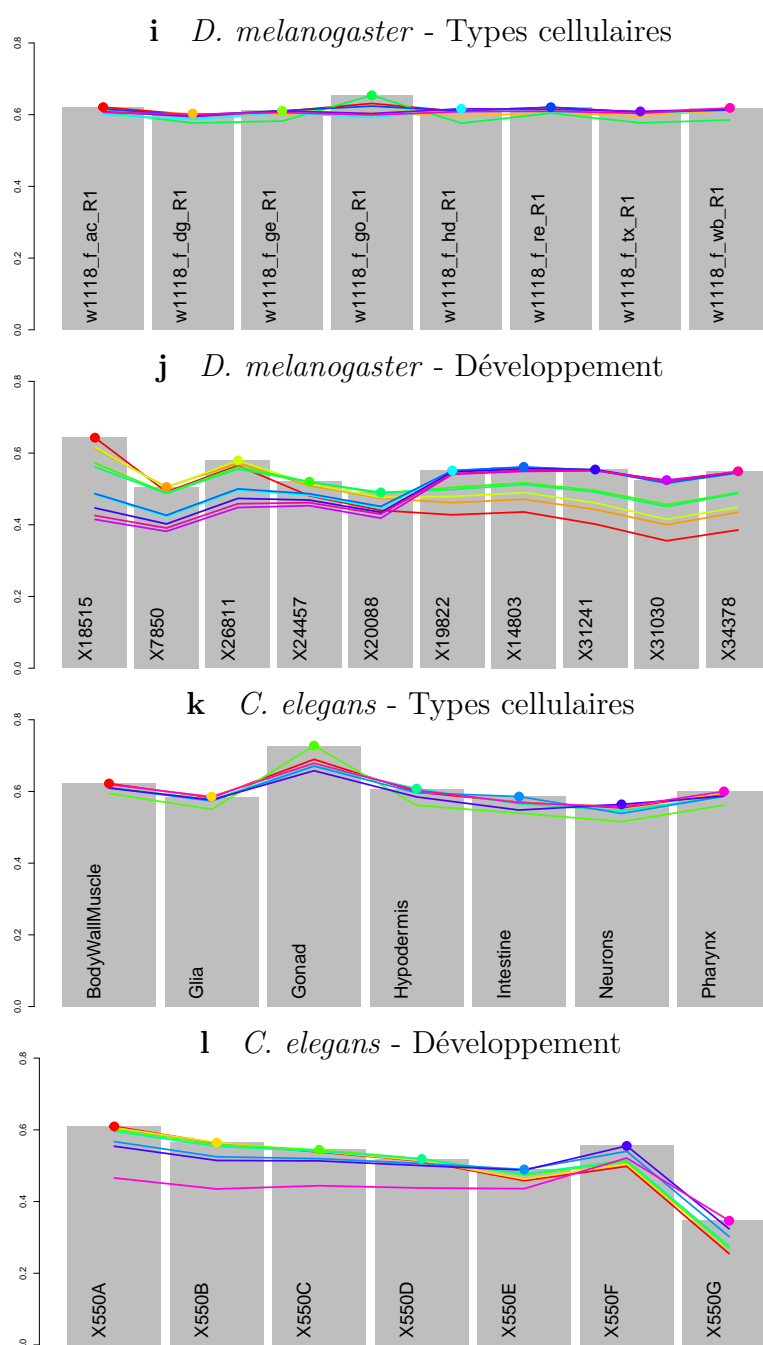 i D. melanogaster - Types cellulaires
0.8
0.6
0.4
0.2
0.0
w1118_f_ac_R1
w1118_f_dg_R1
w1118_f_ge_R1
w1118_f_go_R1
w1118_f_hd_R1
w1118_f_re_R1
w1118_f_tx_R1
w1118_f_wb_R1
j D. melanogaster - Développement
0.8
0.6
0.4
0.2
0.0
X18515
X7850
X26811
X24457
X20088
X19822
X14803
X31241
X31030
X34378
k C. elegans - Types cellulaires
0.8
0.6
0.4
0.2
0.0
BodyWallMuscle
Glia
Gonad
Hypodermis
Intestine
Neurons
Pharynx
l C. elegans - Développement
0.8
0.6
0.4
0.2
0.0
X550A
X550B
X550C
X550D
X550E
X550F
X550G